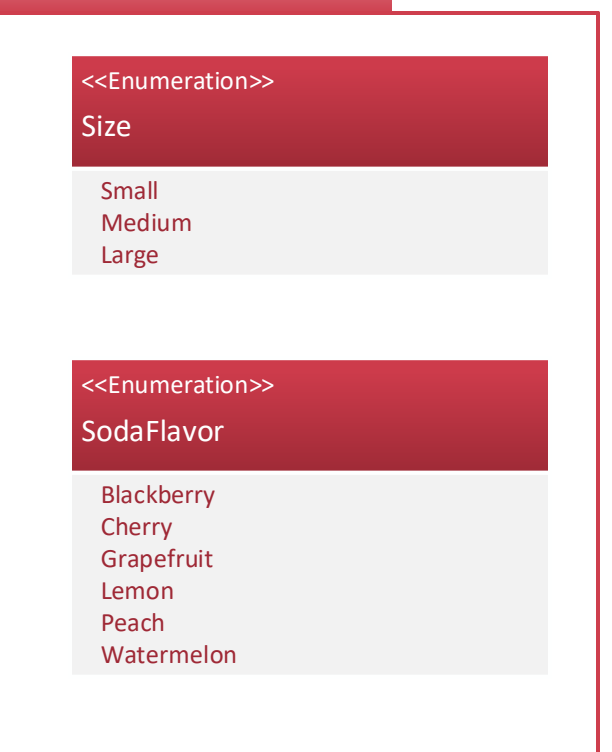 <<Enumeration>>
Size
Small
Medium
Large
<<Enumeration>>
SodaFlavor
Blackberry
Cherry
Grapefruit
Lemon
Peach
Watermelon